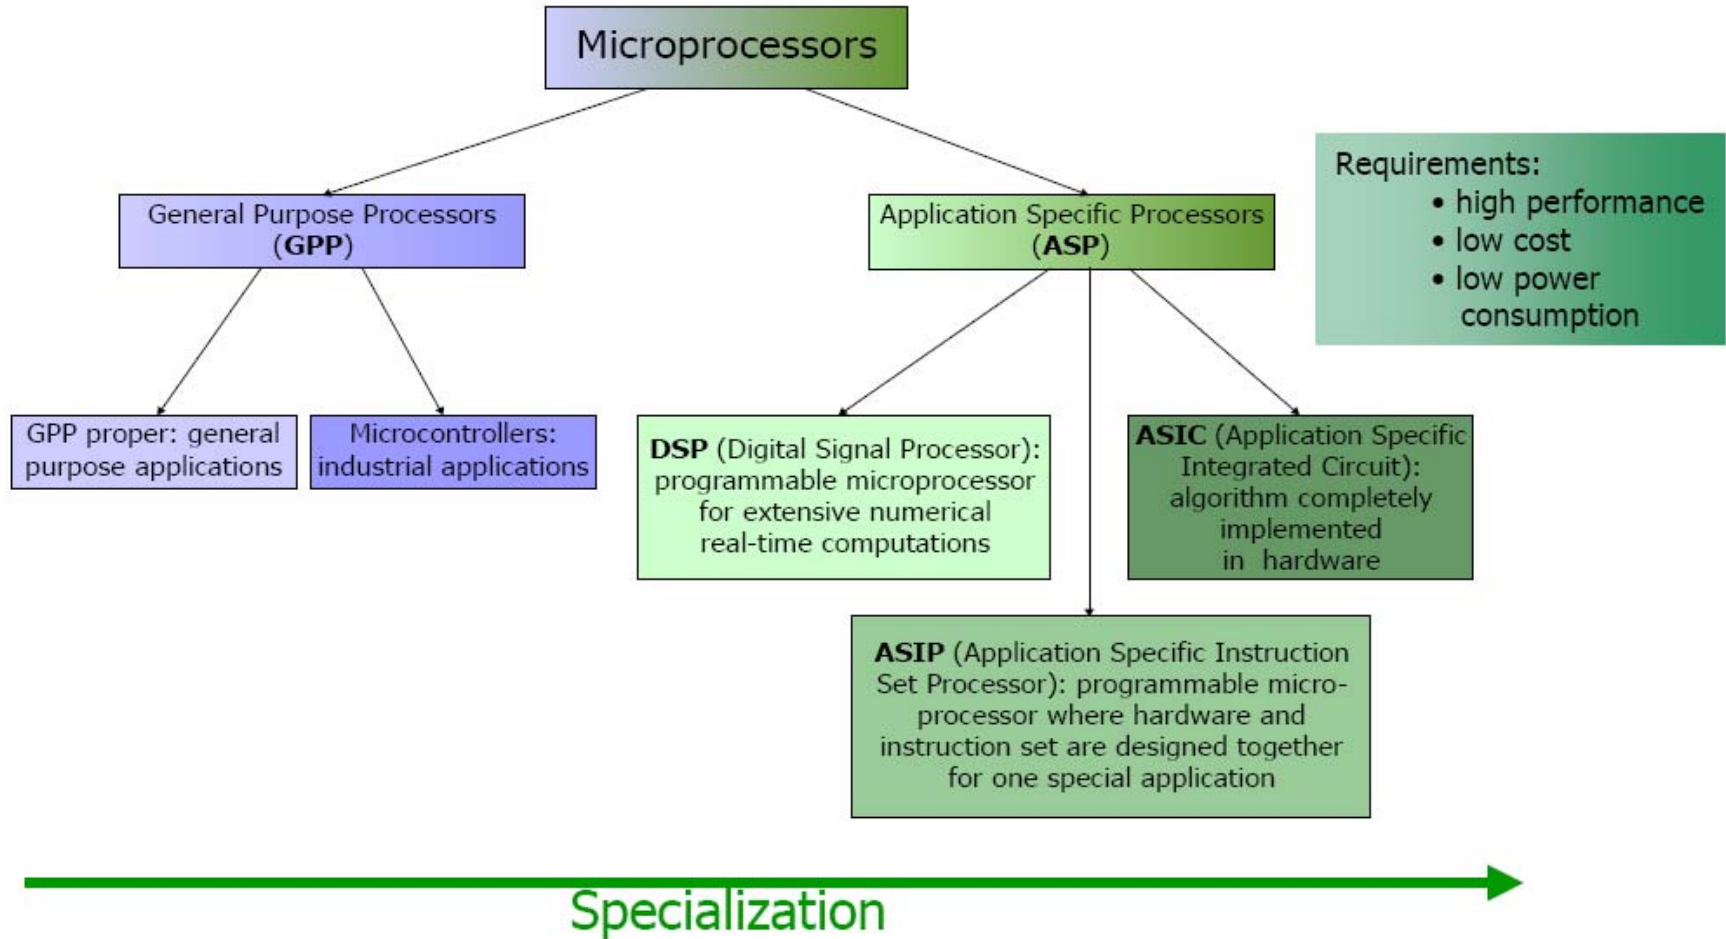 Microprocessors
General Purpose Processors
(GPP)
Application Specific Processors
(ASP)
Requirements:
• high performance
• low cost
• low power
consumption
GPP proper: general
purpose applications
Microcontrollers:
industrial applications
DSP (Digital Signal Processor):
programmable microprocessor
for extensive numerical
real-time computations
ASIC (Application Specific
Integrated Circuit):
algorithm completely
implemented
in hardware
ASIP (Application Specific Instruction
Set Processor): programmable micro-
processor where hardware and
instruction set are designed together
for one special application
Specialization